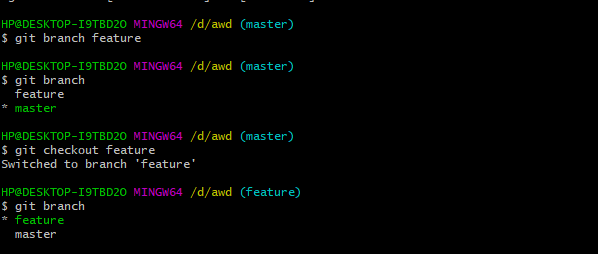 HP@DESKTOP-I9TBD2O MINGW64 /d/awd (master)
$ git branch feature
HP@DESKTOP-I9TBD2O MINGW64 /d/awd (master)
$ git branch
  feature
* master
HP@DESKTOP-I9TBD2O MINGW64 /d/awd (master)
$ git checkout feature
Switched to branch 'feature'
HP@DESKTOP-I9TBD2O MINGW64 /d/awd (feature)
$ git branch
* feature
  master